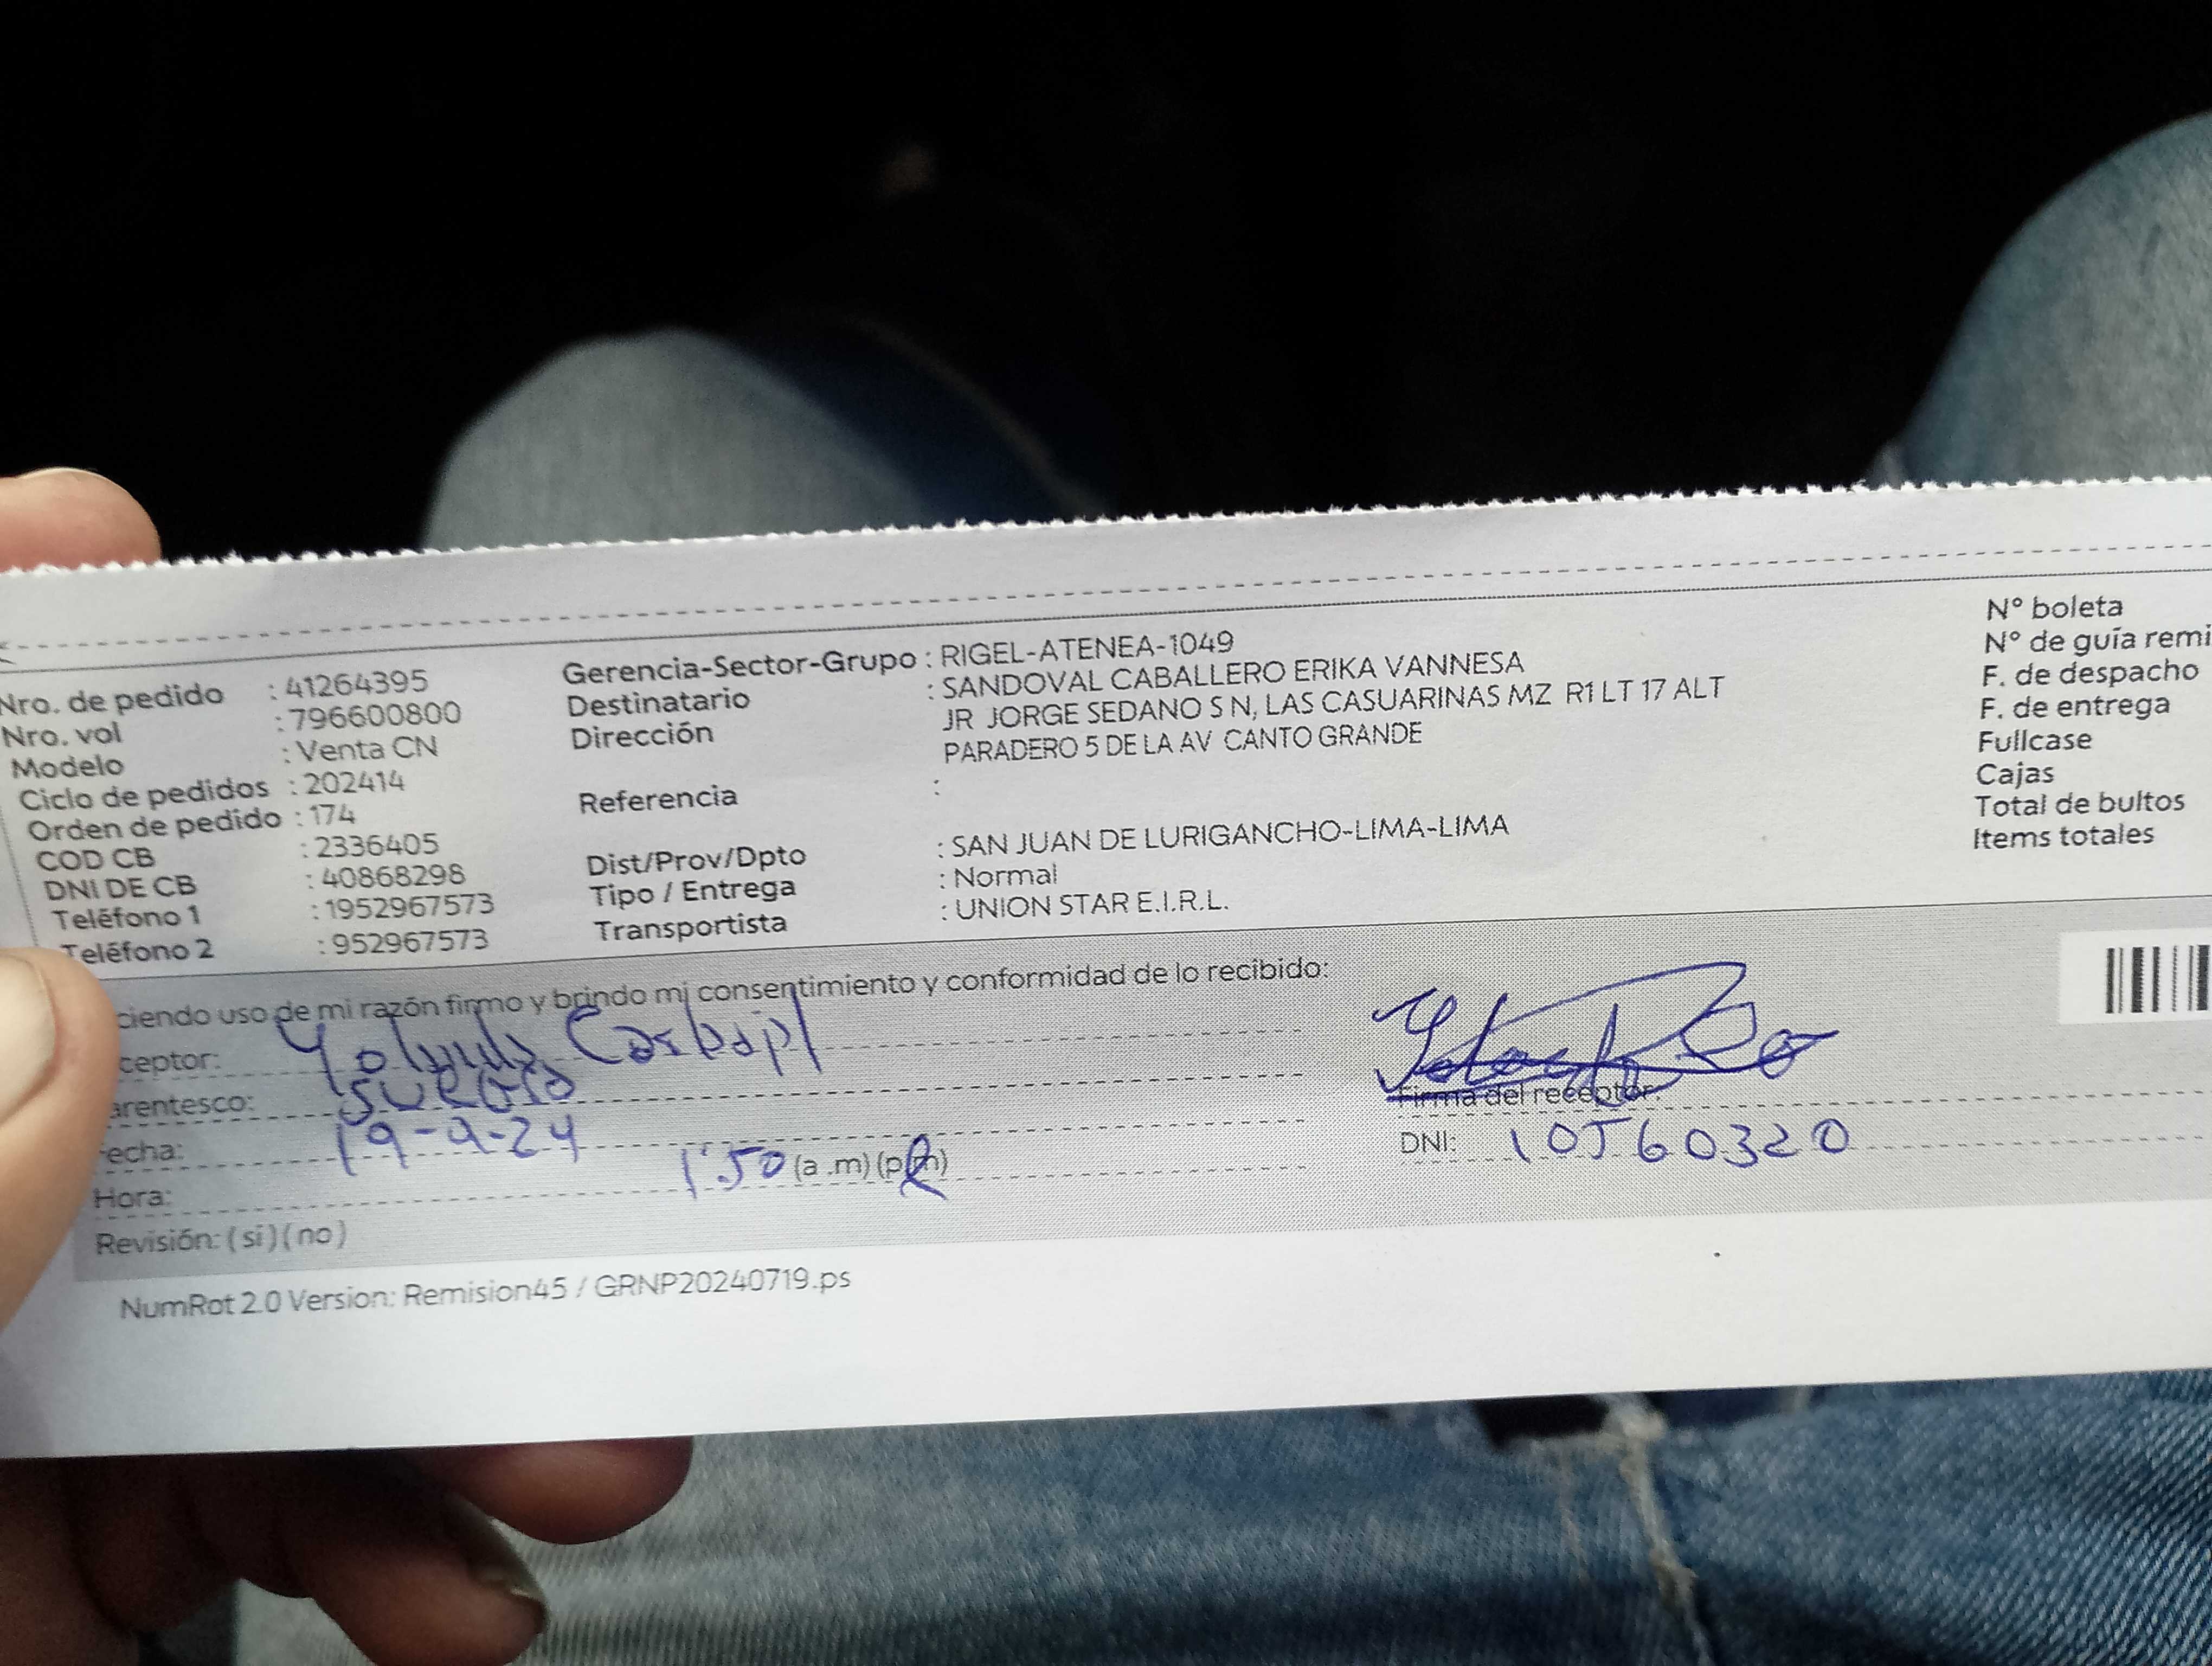 Nro. de pedido : 41264395
Nro. vol : 796600800
Modelo : Venta CN
Ciclo de pedidos : 202414
Orden de pedido : 174
COD CB : 2336405
DNI DE CB : 40868298
Teléfono 1 : 1952967573
Teléfono 2 : 952967573
Gerencia-Sector-Grupo : RIGEL-ATENEA-1049
Destinatario : SANDOVAL CABALLERO ERIKA VANNESA
Dirección JR JORGE SEDANO S N, LAS CASUARINAS MZ R1 LT 17 ALT
PARADERO 5 DE LA AV CANTO GRANDE
Referencia :
Dist/Prov/Dpto : SAN JUAN DE LURIGANCHO-LIMA-LIMA
Tipo / Entrega : Normal
Transportista : UNION STAR E.I.R.L.
N° boleta
N° de guía remi
F. de despacho
F. de entrega
Fullcase
Cajas
Total de bultos
Items totales
ciendo uso de mi razón firmo y brindo mi consentimiento y conformidad de lo recibido:
ceptor: Yolanda
arentesco: SUEGRA
echa: 19-9-24
Hora: 1:50 (a .m) (p.m)
Revisión: (si) (no)
Firma del receptor:
DNI: 10560320
NumRot 2.0 Version: Remision45 / GRNP20240719.ps